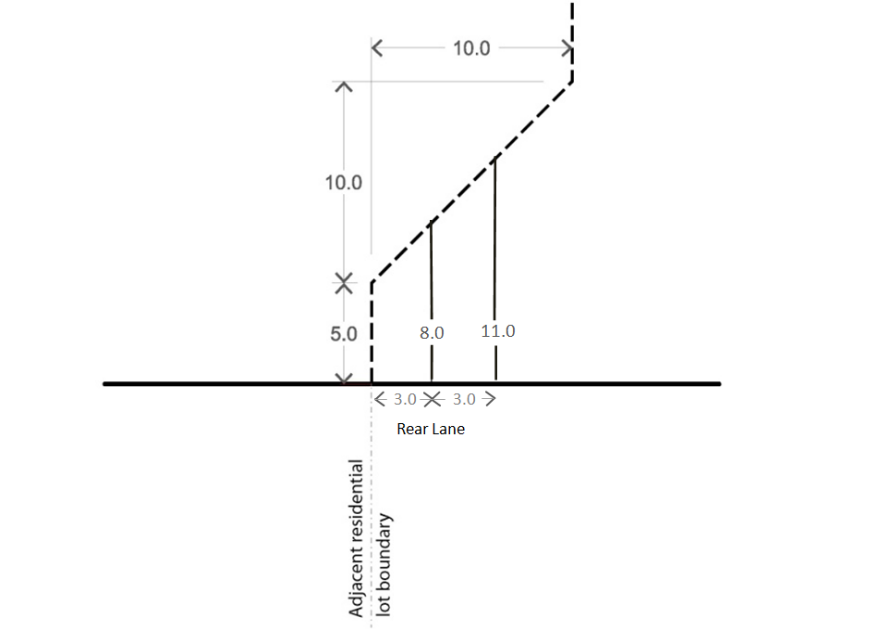 10.0
10.0
5.0
8.0
11.0
3.0
3.0
Rear Lane
Adjacent residential
lot boundary